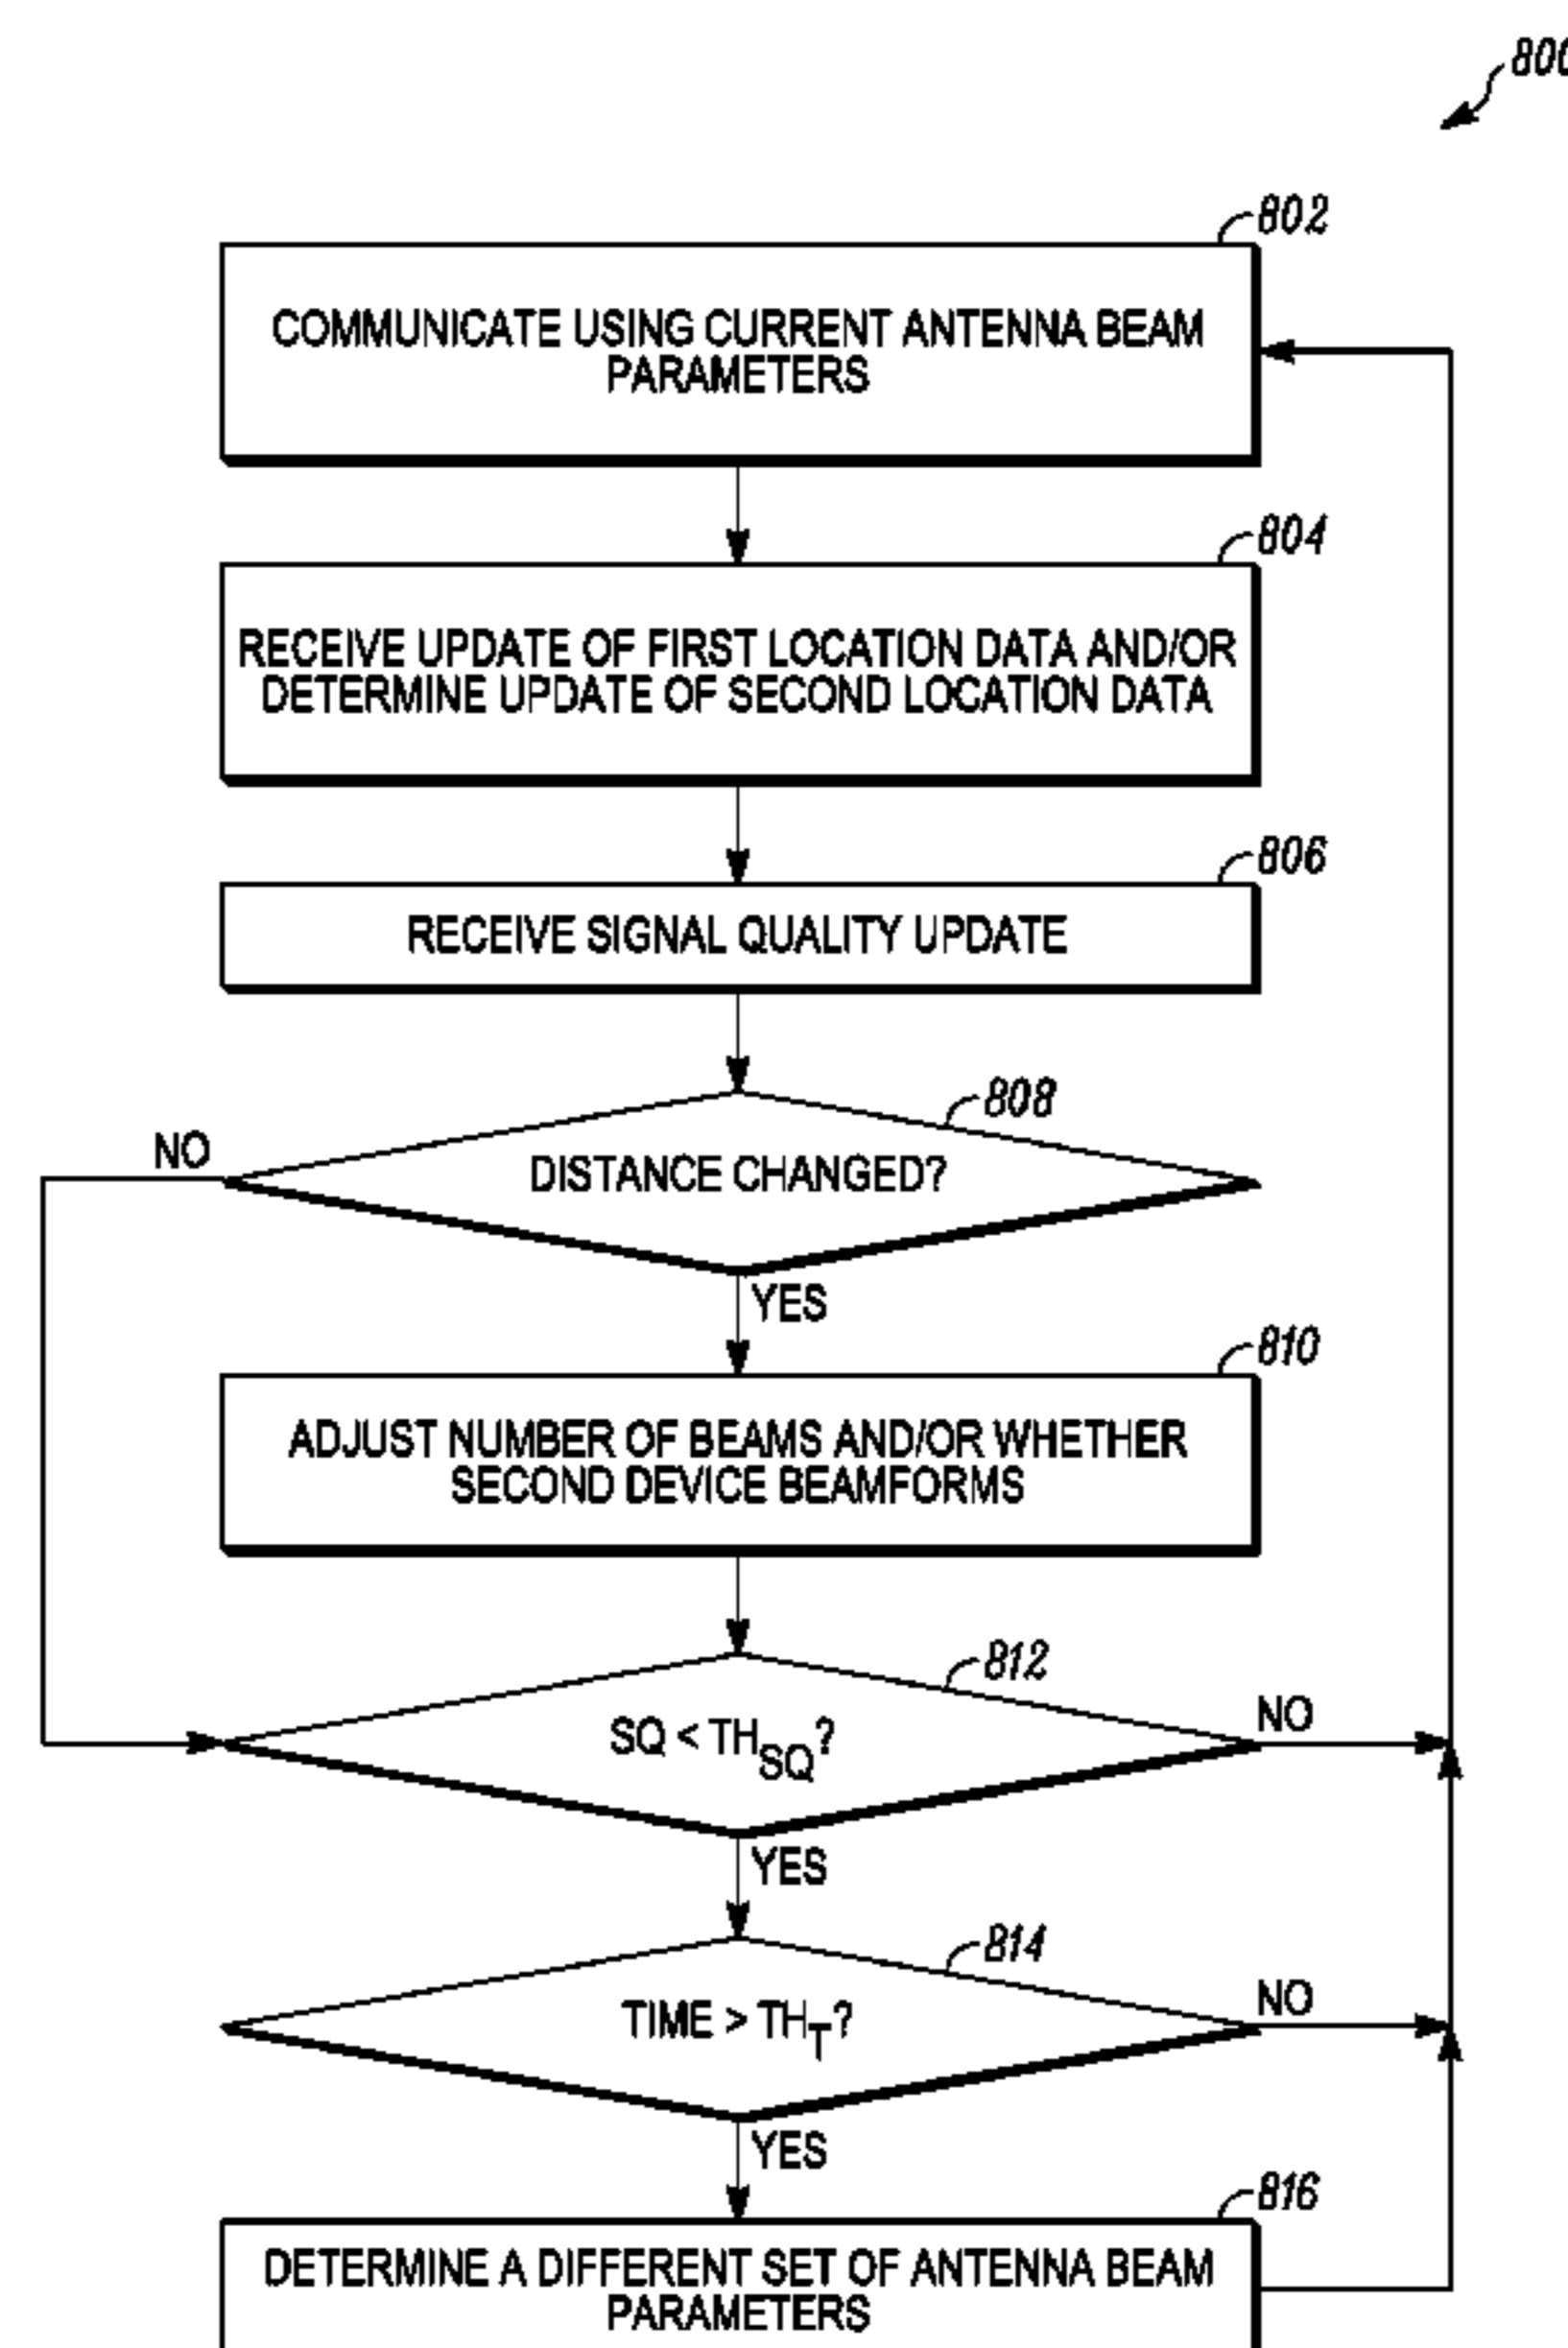 800
802
COMMUNICATE USING CURRENT ANTENNA BEAM
PARAMETERS
804
RECEIVE UPDATE OF FIRST LOCATION DATA AND/OR
DETERMINE UPDATE OF SECOND LOCATION DATA
806
RECEIVE SIGNAL QUALITY UPDATE
808
NO
DISTANCE CHANGED?
YES
810
ADJUST NUMBER OF BEAMS AND/OR WHETHER
SECOND DEVICE BEAMFORMS
812
SQ < TH_SQ?
NO
YES
814
TIME > TH_T?
NO
YES
816
DETERMINE A DIFFERENT SET OF ANTENNA BEAM
PARAMETERS